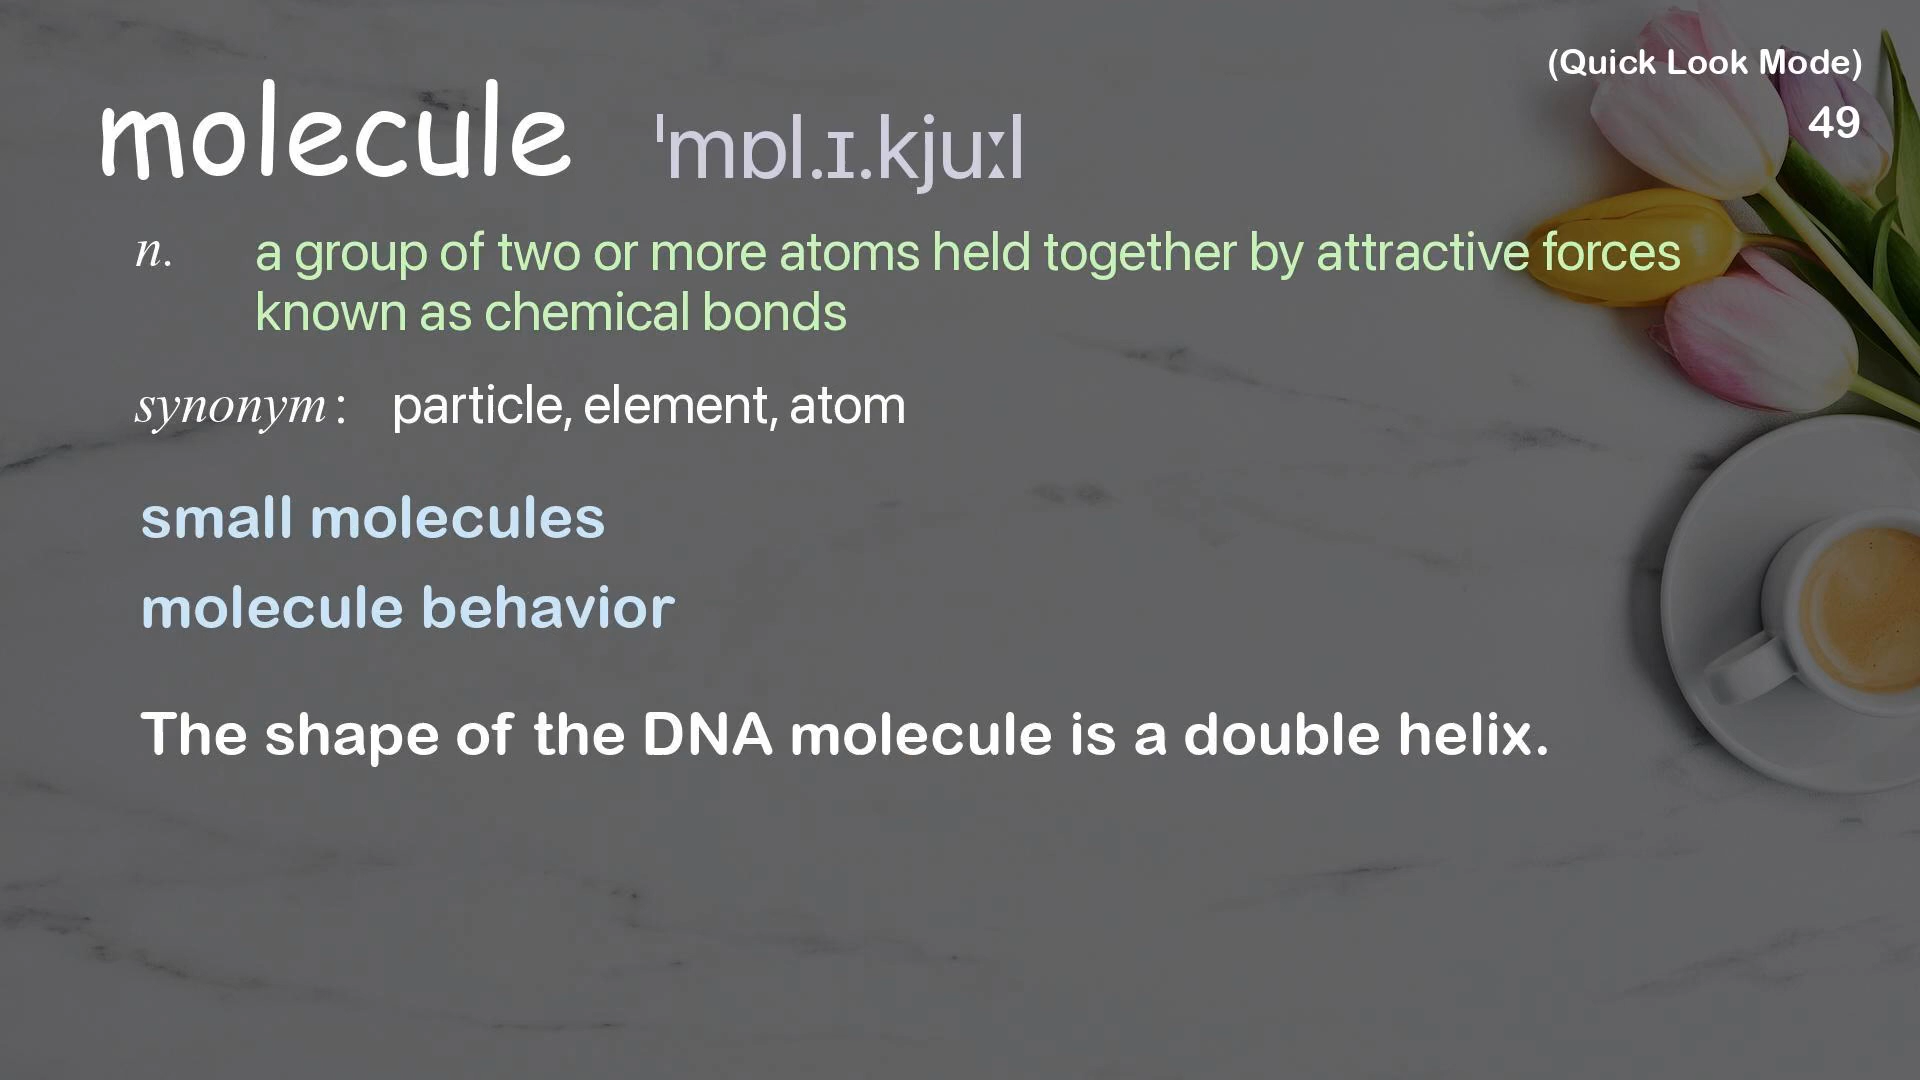 (Quick Look Mode)
49
molecule ˈmɒl.ɪ.kjuːl
n. a group of two or more atoms held together by attractive forces
known as chemical bonds
synonym: particle, element, atom
small molecules
molecule behavior
The shape of the DNA molecule is a double helix.